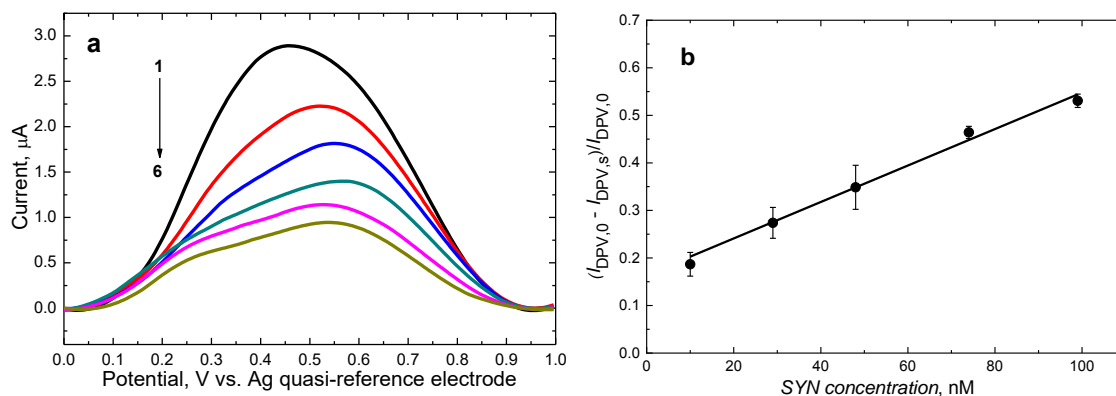 a
1
6
3.0
2.5
2.0
1.5
1.0
0.5
0.0
Current, μA
0.0 0.1 0.2 0.3 0.4 0.5 0.6 0.7 0.8 0.9 1.0
Potential, V vs. Ag quasi-reference electrode
b
0.7
0.6
0.5
0.4
0.3
0.2
0.1
0.0
(I_DPV,0 - I_DPV,s)/I_DPV,0
0 20 40 60 80 100
SYN concentration, nM